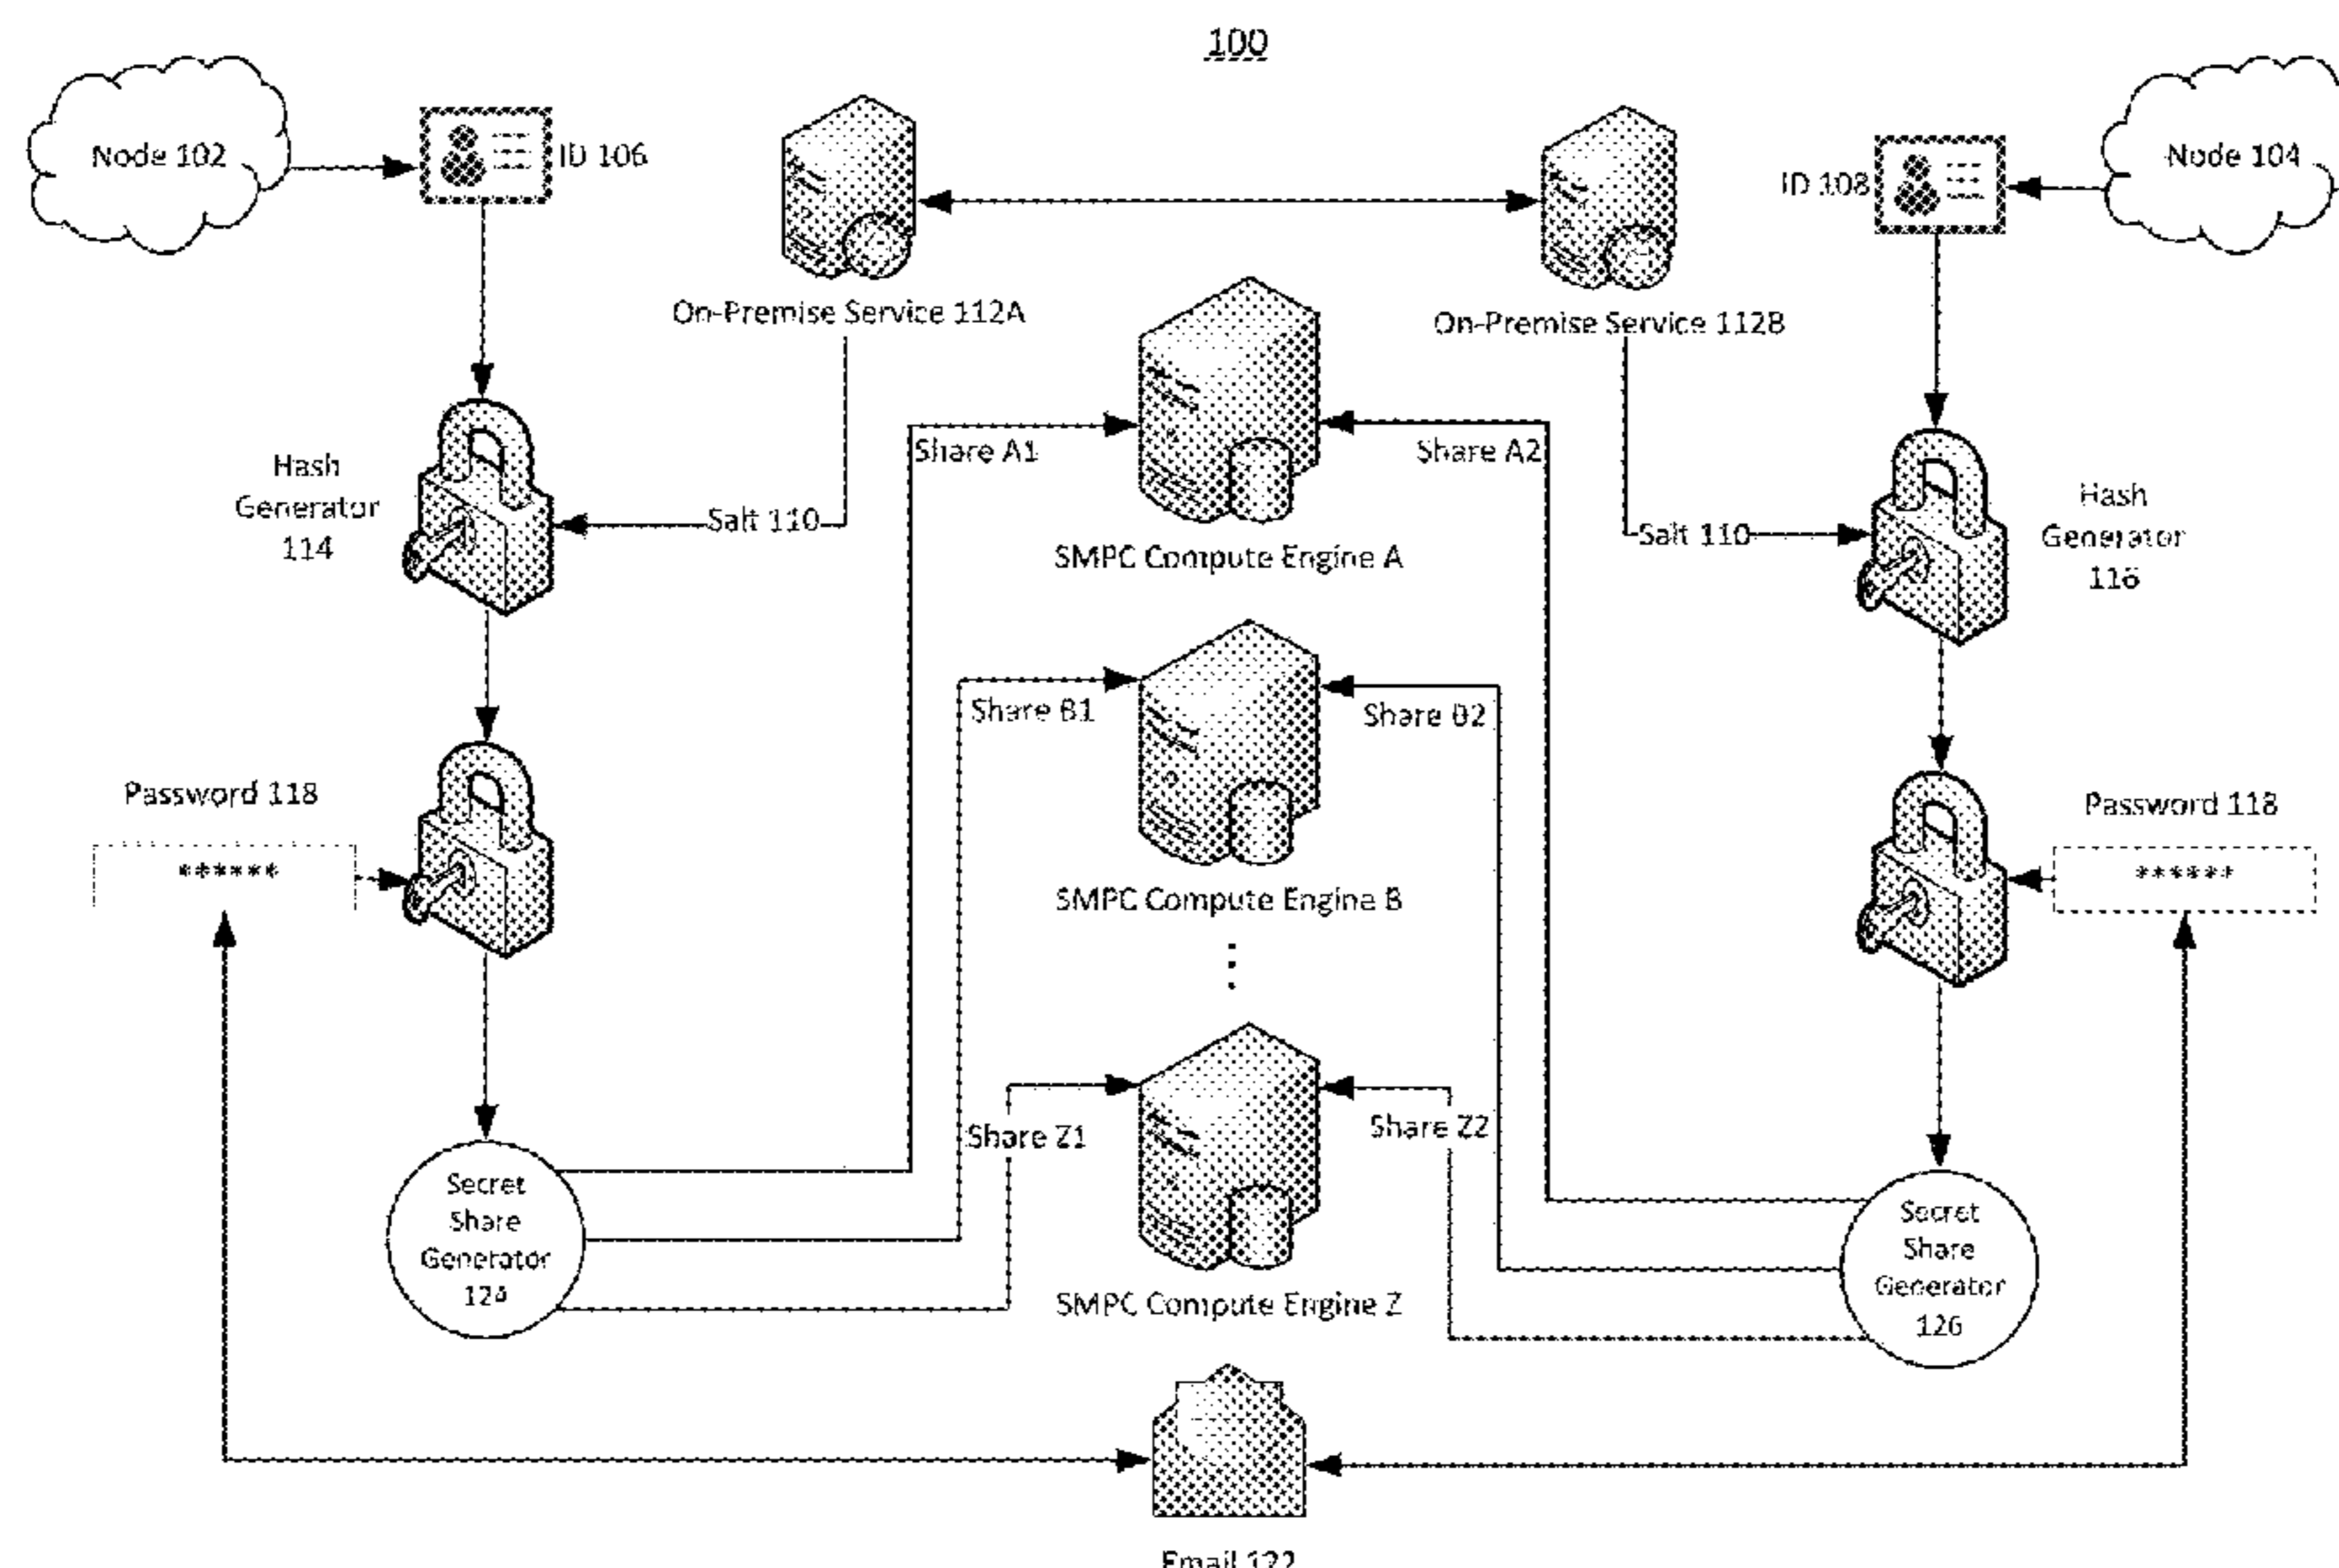 100
Node 102
ID 106
ID 108
Node 104
On-Premise Service 112A
On-Premise Service 112B
Share A1
Share A2
Hash
Generator
114
Salt 110
Salt 110
Hash
Generator
116
SMPC Compute Engine A
Share B1
Share B2
Password 118
******
Password 118
******
SMPC Compute Engine B
Share Z1
Share Z2
Secret
Share
Generator
124
Secret
Share
Generator
126
SMPC Compute Engine Z
Email 122